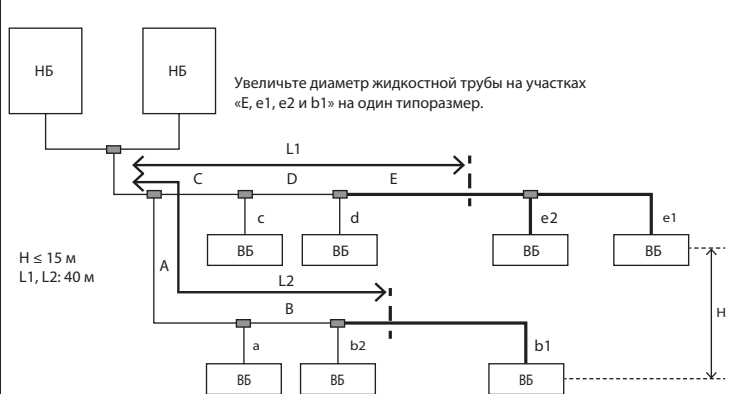 НБ
НБ
Увеличьте диаметр жидкостной трубы на участках
«E, e1, e2 и b1» на один типоразмер.
L1
C
D
E
c
d
e2
e1
ВБ
ВБ
ВБ
ВБ
H ≤ 15 м
L1, L2: 40 м
A
L2
H
B
a
b2
b1
ВБ
ВБ
ВБ